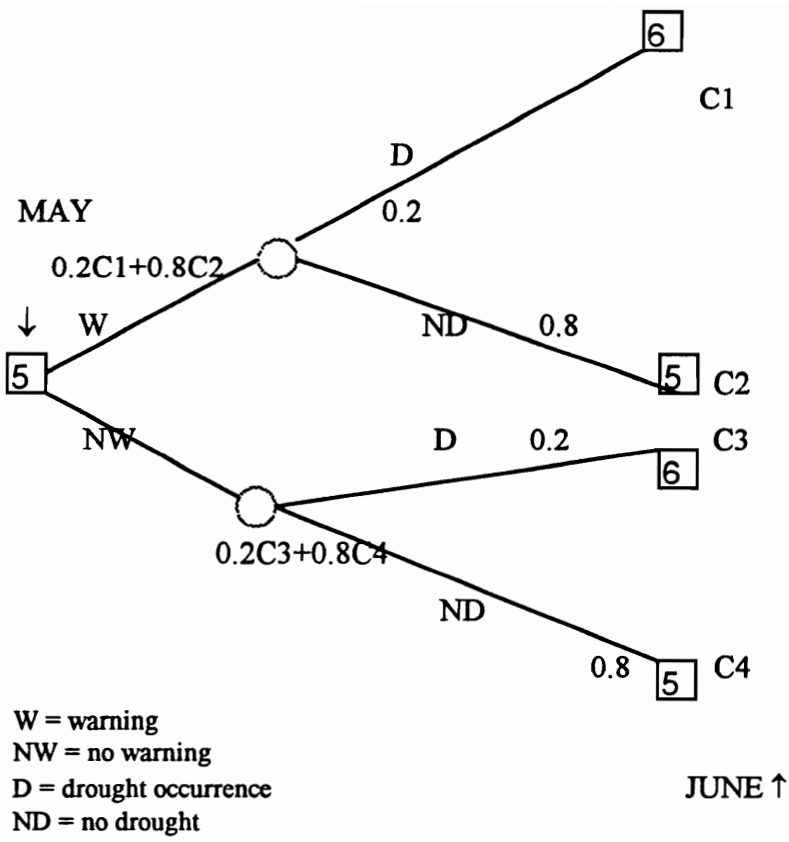 6
C1
D
0.2
MAY
0.2C1+0.8C2
↓ W
ND 0.8
5
5 C2
NW
D 0.2 C3
6
0.2C3+0.8C4
ND
0.8 5 C4
W = warning
NW = no warning
D = drought occurrence
ND = no drought
JUNE ↑